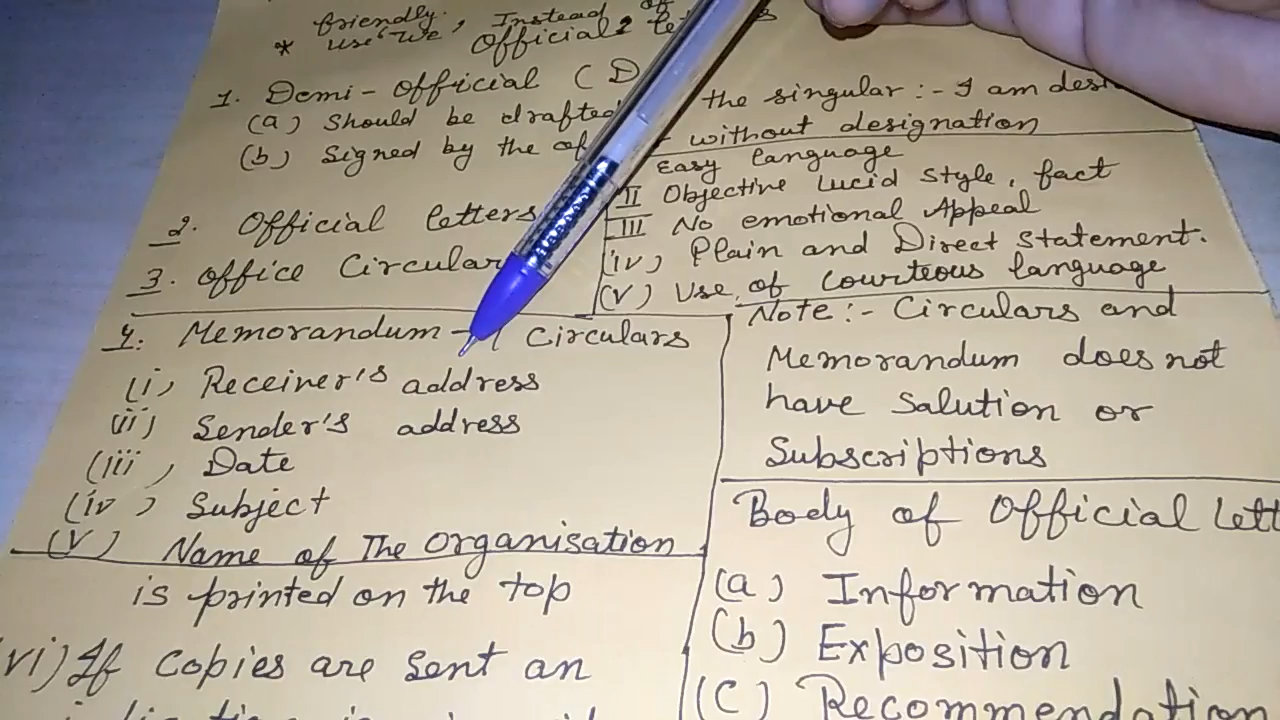 friendly, Instead of
* use "We, Official
1. Demi-Official ( D
(a) Should be drafted the singular :- I am
(b) Signed by the without designation
Easy language
II Objective Lucid style, fact
2. Official letters
III No emotional Appeal
3. Office Circular
(iv) Plain and Direct statement.
(v) Use of Courteous language
4. Memorandum - Circulars
(i) Receiver's address
(ii) Sender's address
(iii) Date
(iv) Subject
(v) Name of The Organisation
is printed on the top
(vi) If Copies are sent an
Note:- Circulars and
Memorandum does not
have Salution or
Subscriptions
Body of Official Lett
(a) Information
(b) Exposition
(c) Recommendation